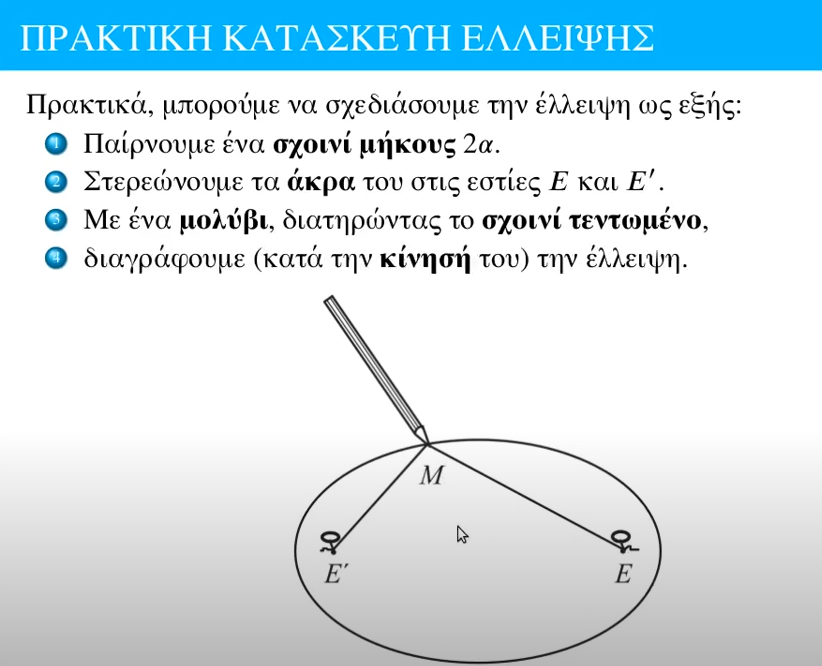 ΠΡΑΚΤΙΚΗ ΚΑΤΑΣΚΕΥΗ ΕΛΛΕΙΨΗΣ
Πρακτικά, μπορούμε να σχεδιάσουμε την έλλειψη ως εξής:
1 Παίρνουμε ένα σχοινί μήκους 2α.
2 Στερεώνουμε τα άκρα του στις εστίες E και E′.
3 Με ένα μολύβι, διατηρώντας το σχοινί τεντωμένο,
4 διαγράφουμε (κατά την κίνησή του) την έλλειψη.
M
E′ E